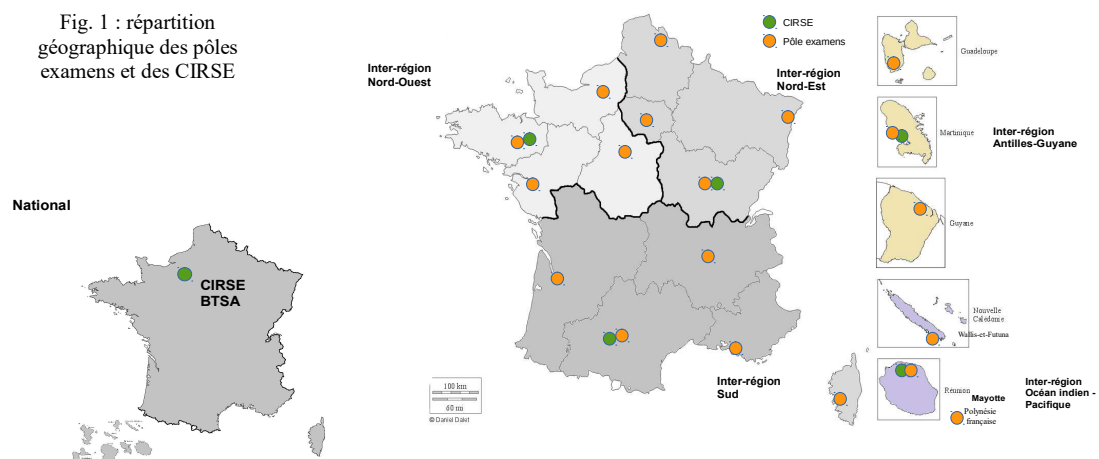 Fig. 1 : répartition
géographique des pôles
examens et des CIRSE
CIRSE
Pôle examens
Inter-région
Nord-Ouest
Inter-région
Nord-Est
Guadeloupe
Martinique
Inter-région
Antilles-Guyane
National
CIRSE
BTSA
Guyane
Nouvelle
Calédonie
Wallis-et-Futuna
Inter-région
Sud
100 km
60 mi
© Daniel Dalet
Réunion
Mayotte
Polynésie
française
Inter-région
Océan indien -
Pacifique